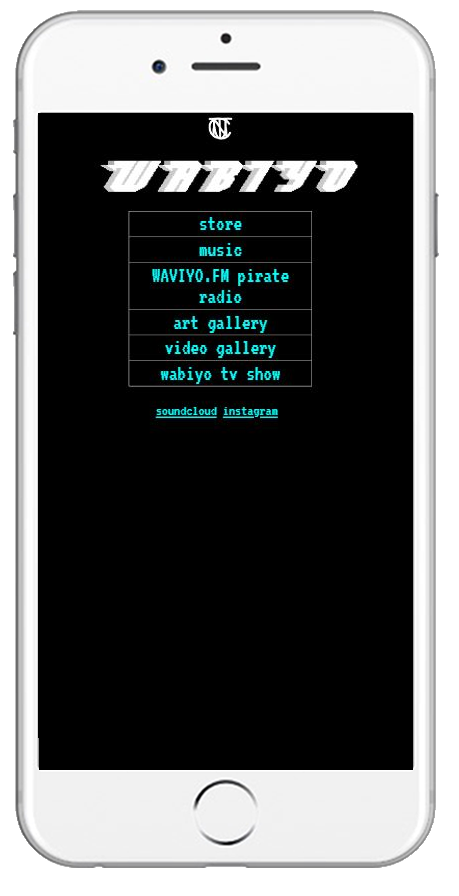 WABIYO
store
music
WAVIYO.FM pirate
radio
art gallery
video gallery
wabiyo tv show
soundcloud instagram